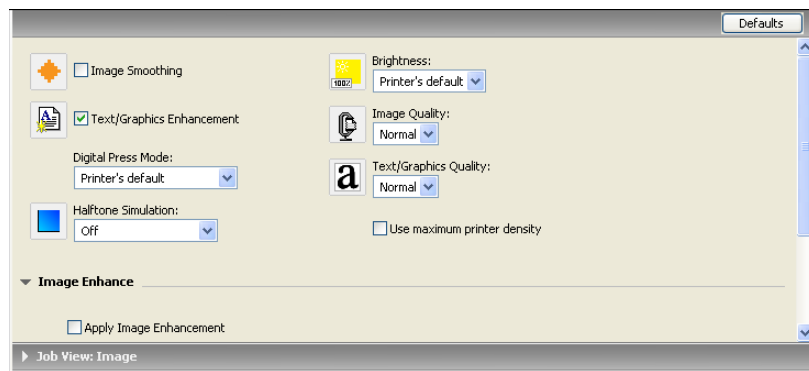 Defaults
Image Smoothing
Text/Graphics Enhancement
Digital Press Mode:
Printer's default
Halftone Simulation:
Off
Brightness:
100%
Printer's default
Image Quality:
Normal
a
Text/Graphics Quality:
Normal
Use maximum printer density
Image Enhance
Apply Image Enhancement
Job View: Image